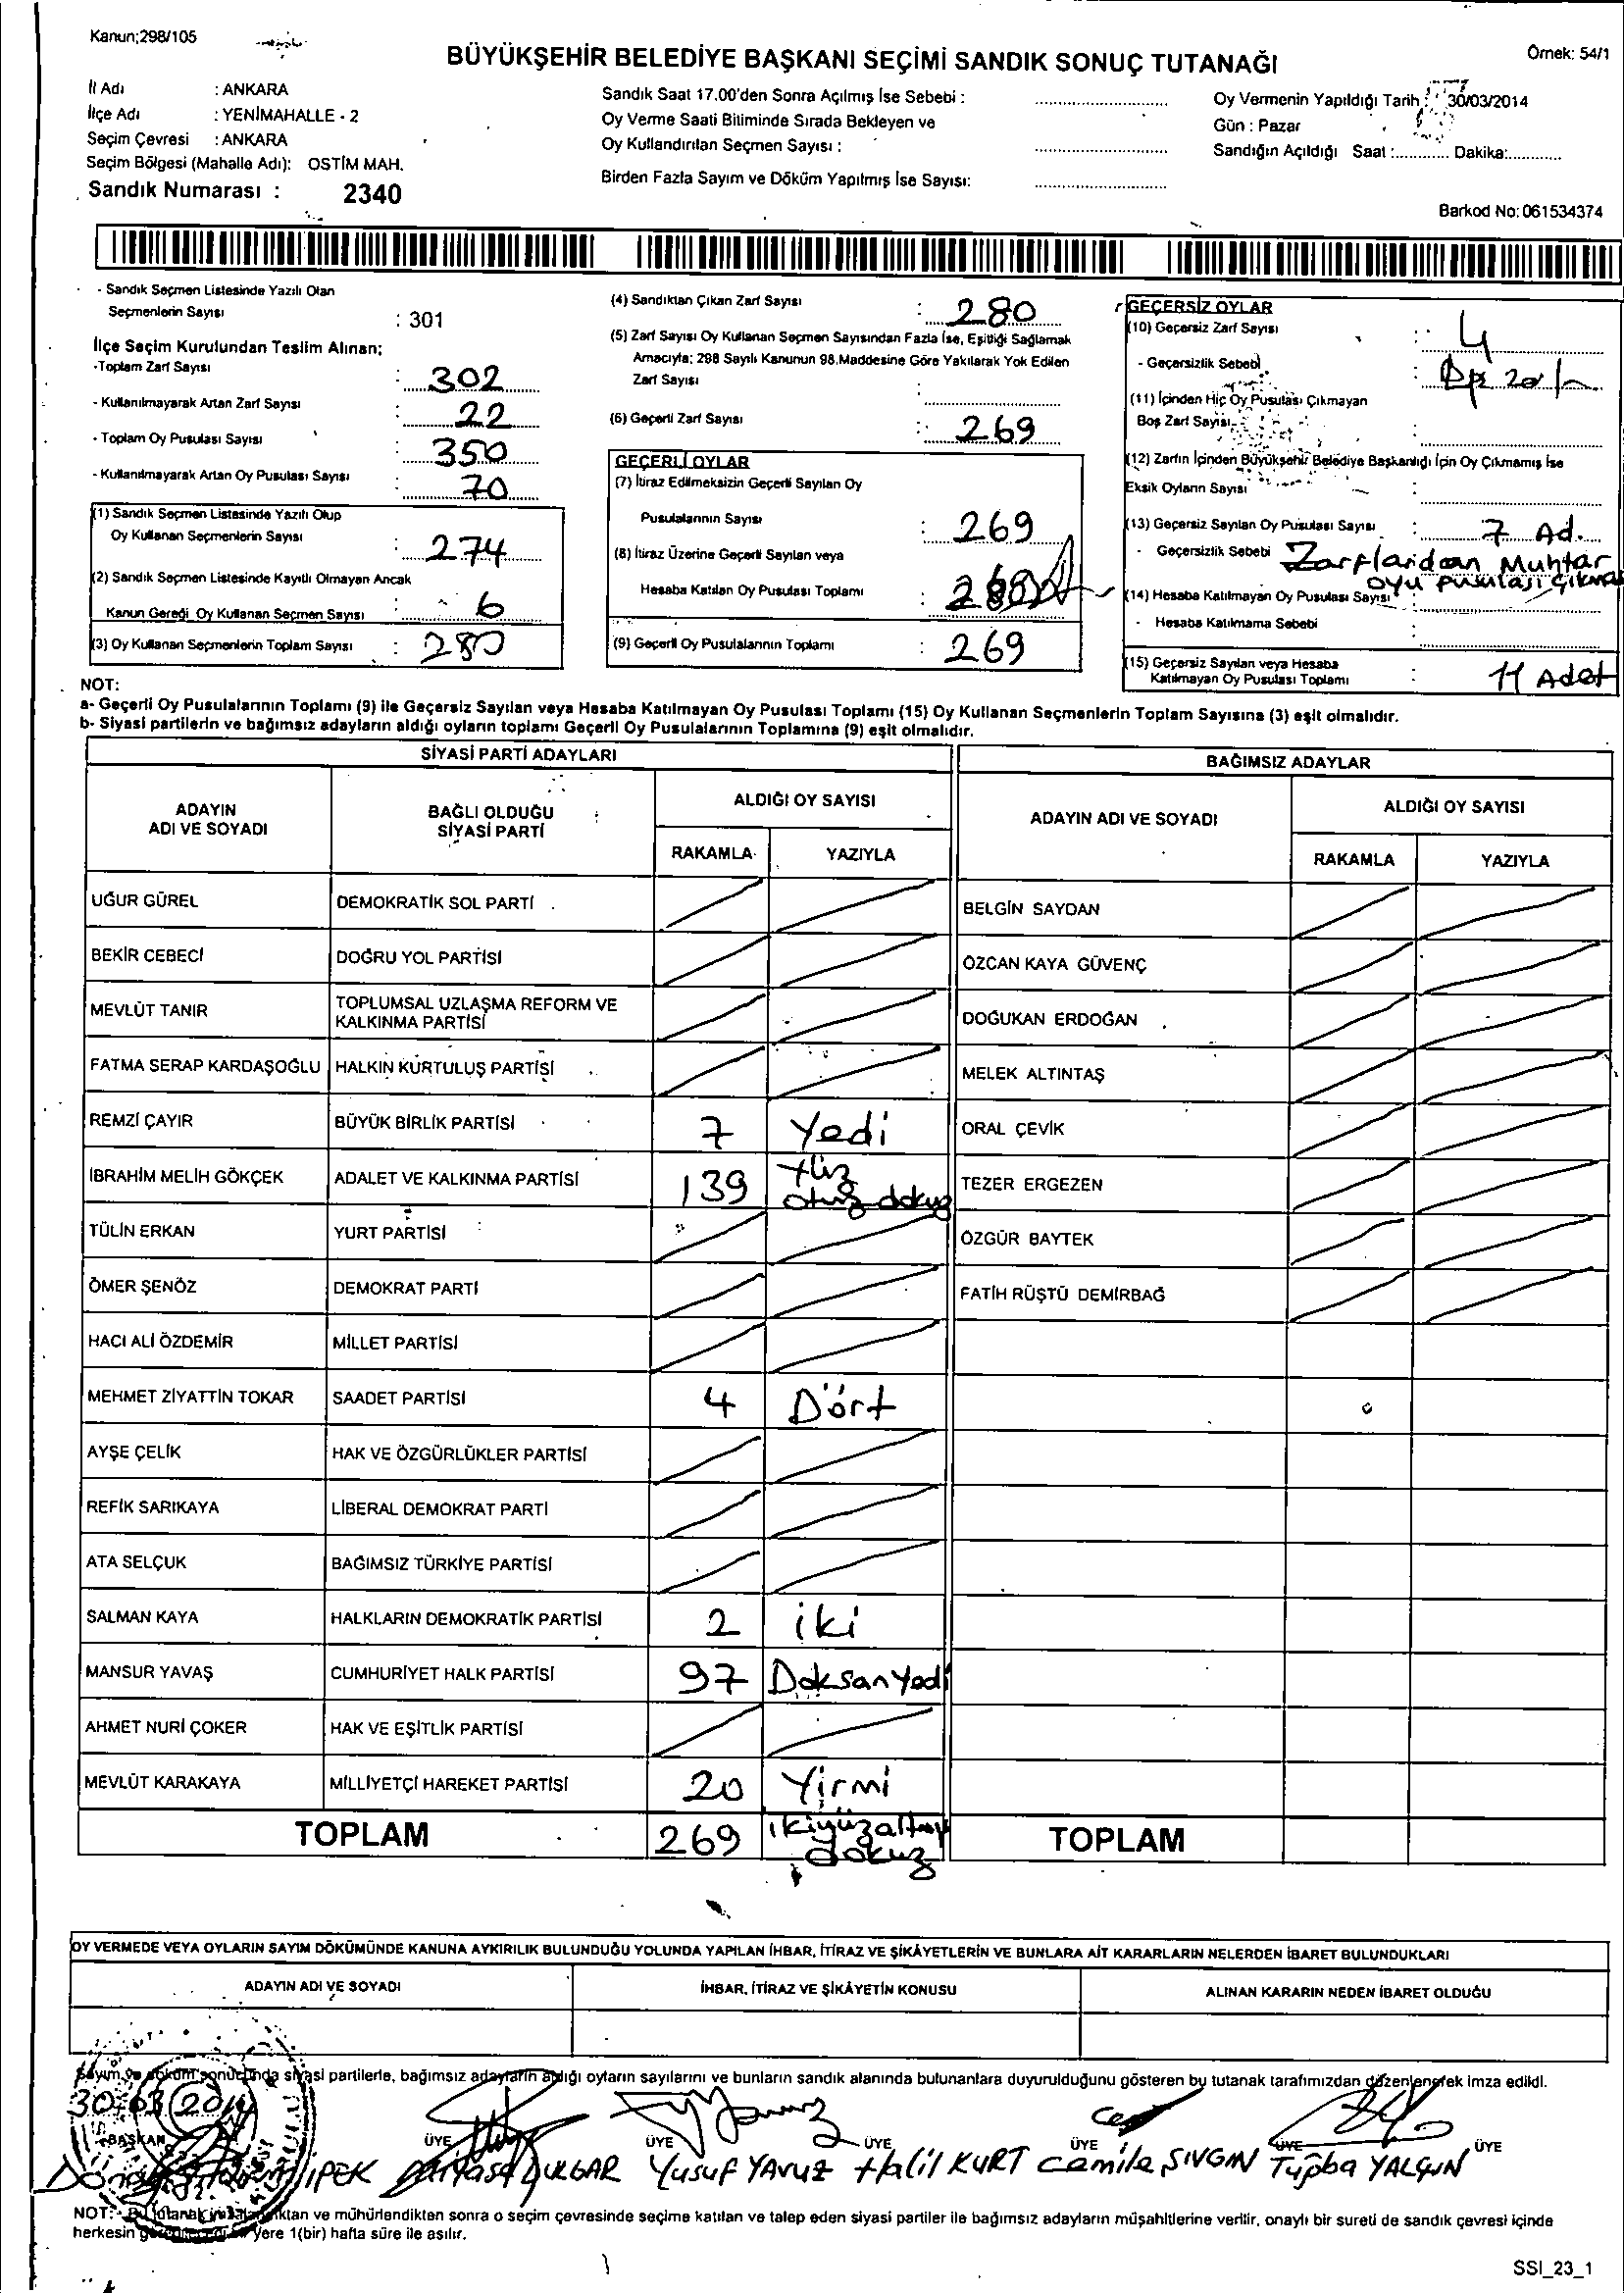 Kanun;298/105
BÜYÜKŞEHİR BELEDİYE BAŞKANI SEÇİMİ SANDIK SONUÇ TUTANAĞI
Örnek: 54/1
İl Adı : ANKARA
İlçe Adı : YENİMAHALLE - 2
Seçim Çevresi : ANKARA
Seçim Bölgesi (Mahalle Adı): OSTİM MAH.
Sandık Numarası : 2340
Sandık Saat 17.00'den Sonra Açılmış İse Sebebi :
Oy Verme Saati Bitiminde Sırada Bekleyen ve
Oy Kullandırılan Seçmen Sayısı :
Birden Fazla Sayım ve Döküm Yapılmış İse Sayısı:
Oy Vermenin Yapıldığı Tarih : 30/03/2014
Gün : Pazar
Sandığın Açıldığı Saat :............ Dakika:............
Barkod No: 061534374
- Sandık Seçmen Listesinde Yazılı Olan
Seçmenlerin Sayısı : 301
İlçe Seçim Kurulundan Teslim Alınan;
-Toplam Zarf Sayısı : 302
- Kullanılmayarak Artan Zarf Sayısı : 22
- Toplam Oy Pusulası Sayısı : 350
- Kullanılmayarak Artan Oy Pusulası Sayısı : 70
(1) Sandık Seçmen Listesinde Yazılı Olup
Oy Kullanan Seçmenlerin Sayısı : 274
(2) Sandık Seçmen Listesinde Kayıtlı Olmayan Ancak
Kanun Gereği Oy Kullanan Seçmen Sayısı : 6
(3) Oy Kullanan Seçmenlerin Toplam Sayısı : 280
(4) Sandıktan Çıkan Zarf Sayısı : 280
(5) Zarf Sayısı Oy Kullanan Seçmen Sayısından Fazla İse, Eşitliği Sağlamak
Amacıyla; 298 Sayılı Kanunun 98.Maddesine Göre Yakılarak Yok Edilen
Zarf Sayısı :
(6) Geçerli Zarf Sayısı : 269
GEÇERLİ OYLAR
(7) İtiraz Edilmeksizin Geçerli Sayılan Oy
Pusulalarının Sayısı : 269
(8) İtiraz Üzerine Geçerli Sayılan veya
Hesaba Katılan Oy Pusulası Toplamı :
(9) Geçerli Oy Pusulalarının Toplamı : 269
GEÇERSİZ OYLAR
(10) Geçersiz Zarf Sayısı : 4
- Geçersizlik Sebebi :
(11) İçinden Hiç Oy Pusulası Çıkmayan
Boş Zarf Sayısı :
(12) Zarfın İçinden Büyükşehir Belediye Başkanlığı İçin Oy Çıkmamış İse
Eksik Oyların Sayısı :
(13) Geçersiz Sayılan Oy Pusulası Sayısı : 7 Ad.
- Geçersizlik Sebebi Zarflardan Muhtar
oyu pusulası
(14) Hesaba Katılmayan Oy Pusulası Sayısı :
- Hesaba Katılmama Sebebi :
(15) Geçersiz Sayılan veya Hesaba
Katılmayan Oy Pusulası Toplamı : 11 Adet
NOT:
a- Geçerli Oy Pusulalarının Toplamı (9) ile Geçersiz Sayılan veya Hesaba Katılmayan Oy Pusulası Toplamı (15) Oy Kullanan Seçmenlerin Toplam Sayısına (3) eşit olmalıdır.
b- Siyasi partilerin ve bağımsız adayların aldığı oyların toplamı Geçerli Oy Pusulalarının Toplamına (9) eşit olmalıdır.
SİYASİ PARTİ ADAYLARI
BAĞIMSIZ ADAYLAR
ADAYIN ADI VE SOYADI
BAĞLI OLDUĞU SİYASİ PARTİ
ALDIĞI OY SAYISI
RAKAMLA YAZIYLA
ADAYIN ADI VE SOYADI
ALDIĞI OY SAYISI
RAKAMLA YAZIYLA
UĞUR GÜREL DEMOKRATİK SOL PARTİ
BELGİN SAYDAN
BEKİR CEBECİ DOĞRU YOL PARTİSİ
ÖZCAN KAYA GÜVENÇ
MEVLÜT TANIR TOPLUMSAL UZLAŞMA REFORM VE
KALKINMA PARTİSİ
DOĞUKAN ERDOĞAN
FATMA SERAP KARDAŞOĞLU HALKIN KURTULUŞ PARTİSİ
MELEK ALTINTAŞ
REMZİ ÇAYIR BÜYÜK BİRLİK PARTİSİ 7 Yedi
ORAL ÇEVİK
İBRAHİM MELİH GÖKÇEK ADALET VE KALKINMA PARTİSİ 139 Yüz
otuz dokuz
TEZER ERGEZEN
TÜLİN ERKAN YURT PARTİSİ
ÖZGÜR BAYTEK
ÖMER ŞENÖZ DEMOKRAT PARTİ
FATİH RÜŞTÜ DEMİRBAĞ
HACI ALİ ÖZDEMİR MİLLET PARTİSİ
MEHMET ZİYATTİN TOKAR SAADET PARTİSİ 4 Dört
AYŞE ÇELİK HAK VE ÖZGÜRLÜKLER PARTİSİ
REFİK SARIKAYA LİBERAL DEMOKRAT PARTİ
ATA SELÇUK BAĞIMSIZ TÜRKİYE PARTİSİ
SALMAN KAYA HALKLARIN DEMOKRATİK PARTİSİ 2 iki
MANSUR YAVAŞ CUMHURİYET HALK PARTİSİ 97 Doksan Yedi
AHMET NURİ ÇOKER HAK VE EŞİTLİK PARTİSİ
MEVLÜT KARAKAYA MİLLİYETÇİ HAREKET PARTİSİ 20 Yirmi
TOPLAM 269 ikiyüzaltmış
dokuz
TOPLAM
OY VERMEDE VEYA OYLARIN SAYIM DÖKÜMÜNDE KANUNA AYKIRILIK BULUNDUĞU YOLUNDA YAPILAN İHBAR, İTİRAZ VE ŞİKÂYETLERİN VE BUNLARA AİT KARARLARIN NELERDEN İBARET BULUNDUKLARI
ADAYIN ADI VE SOYADI
İHBAR, İTİRAZ VE ŞİKÂYETİN KONUSU
ALINAN KARARIN NEDEN İBARET OLDUĞU
Sayım ve döküm sonucunda siyasi partilerle, bağımsız adayların aldığı oyların sayılarını ve bunların sandık alanında bulunanlara duyurulduğunu gösteren bu tutanak tarafımızdan düzenlenerek imza edildi.
30.03.2014
BAŞKAN ÜYE ÜYE ÜYE ÜYE ÜYE ÜYE
İPEK DULGAR Yusuf YAVUZ Halil KURT Camile SIVGIN Tuğba YALÇIN
NOT:- Bu tutanak ve mühürlendikten sonra o seçim çevresinde seçime katılan ve talep eden siyasi partiler ile bağımsız adayların müşahitlerine verilir, onaylı bir sureti de sandık çevresi içinde
herkesin yere 1(bir) hafta süre ile asılır.
SSI_23_1